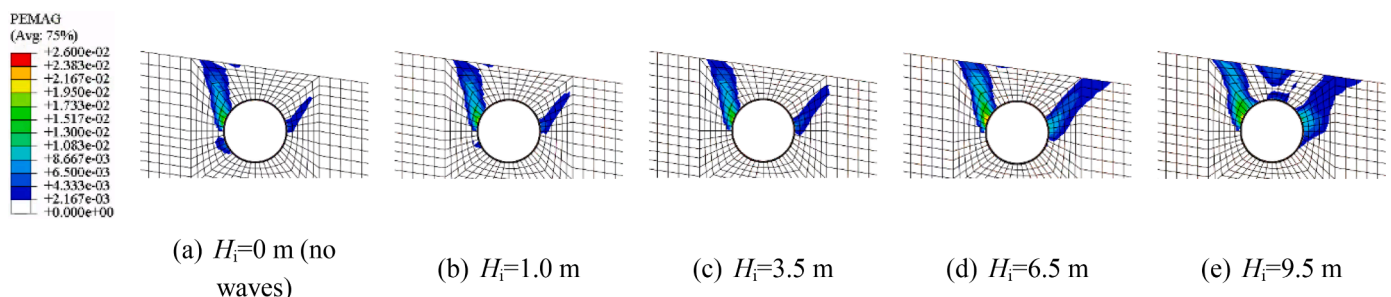 PEMAG
(Avg: 75%)
+2.600e-02
+2.383e-02
+2.167e-02
+1.950e-02
+1.733e-02
+1.517e-02
+1.300e-02
+1.083e-02
+8.667e-03
+6.500e-03
+4.333e-03
+2.167e-03
+0.000e+00
(a) Hi=0 m (no
waves)
(b) Hi=1.0 m
(c) Hi=3.5 m
(d) Hi=6.5 m
(e) Hi=9.5 m